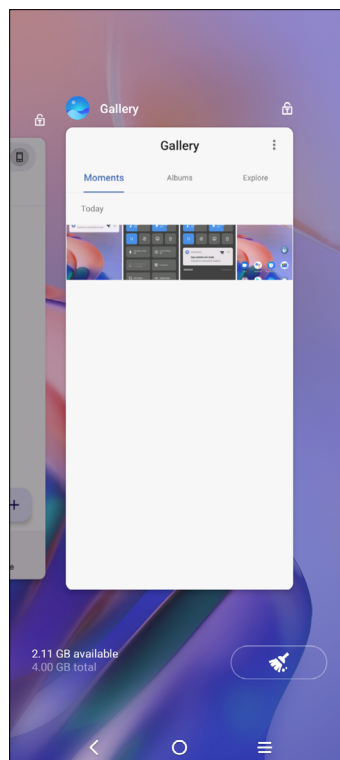 Gallery
Gallery
Moments
Albums
Explore
Today
2.11 GB available
4.00 GB total